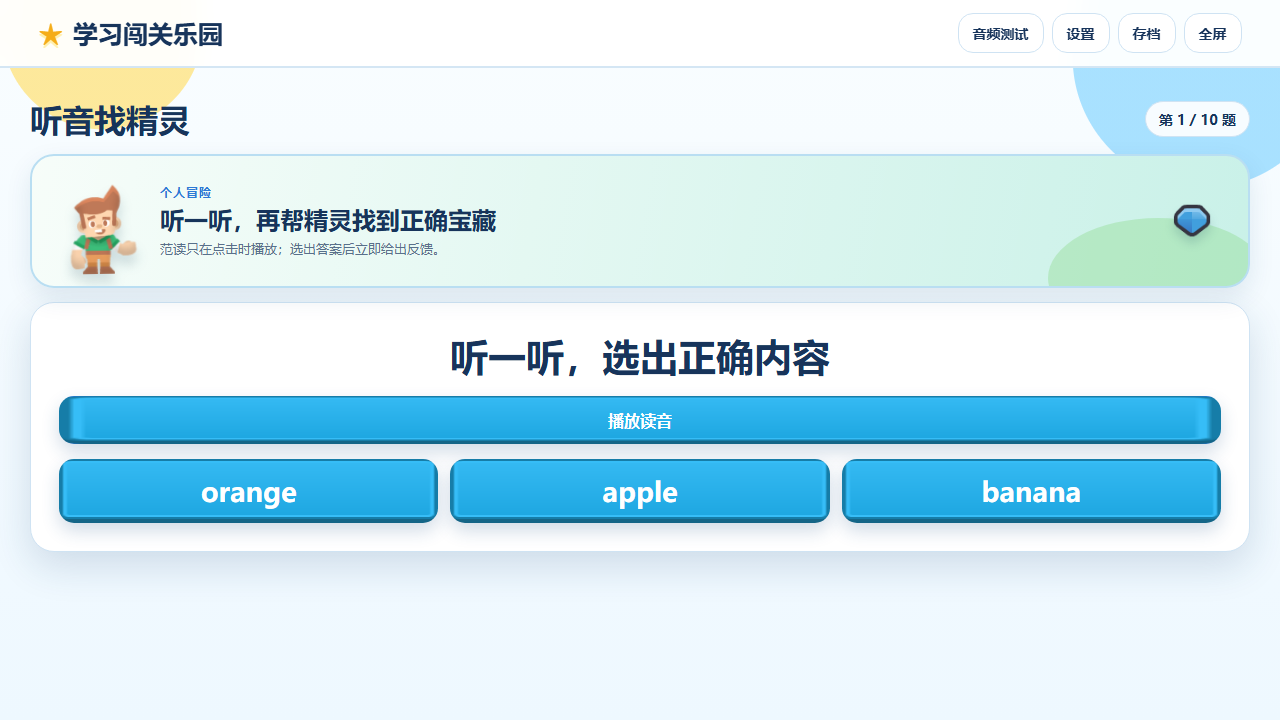 学习闯关乐园
音频测试
设置
存档
全屏
听音找精灵
第 1 / 10 题
个人冒险
听一听，再帮精灵找到正确宝藏
范读只在点击时播放；选出答案后立即给出反馈。
听一听，选出正确内容
播放读音
orange
apple
banana